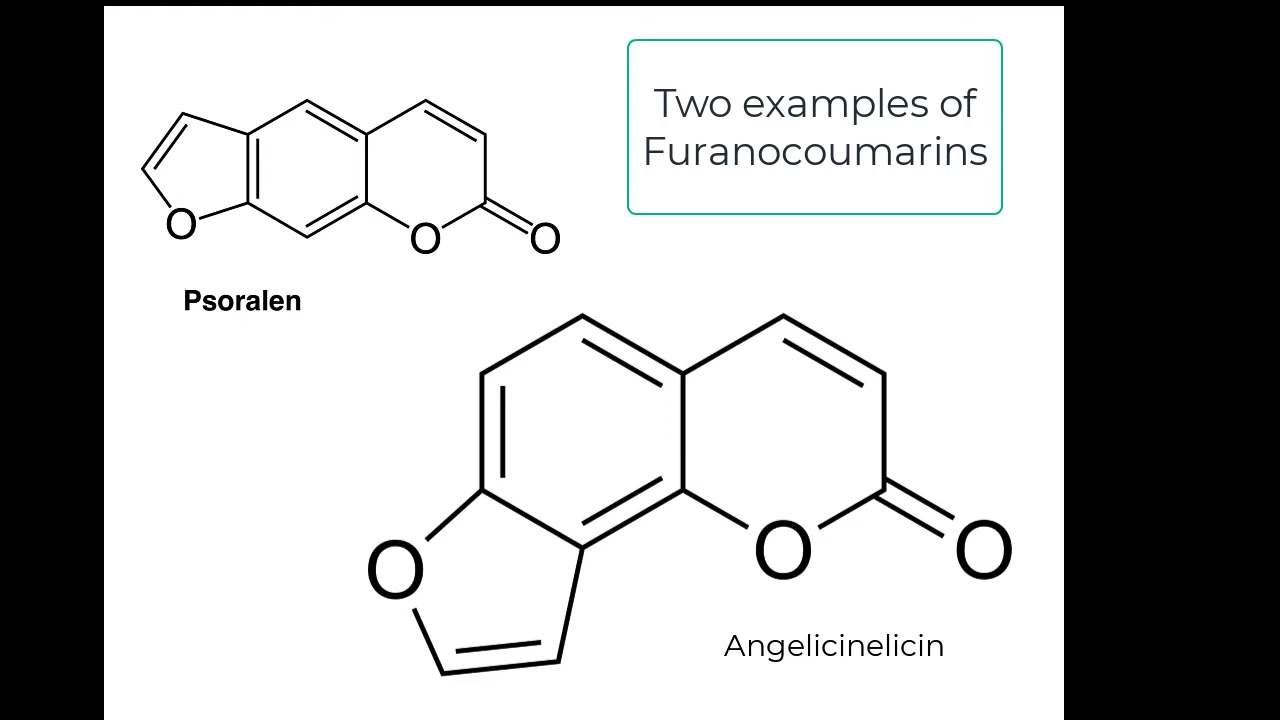 Two examples of
Furanocoumarins
O
O
O
Psoralen
O
O
O
Angelicinelicin